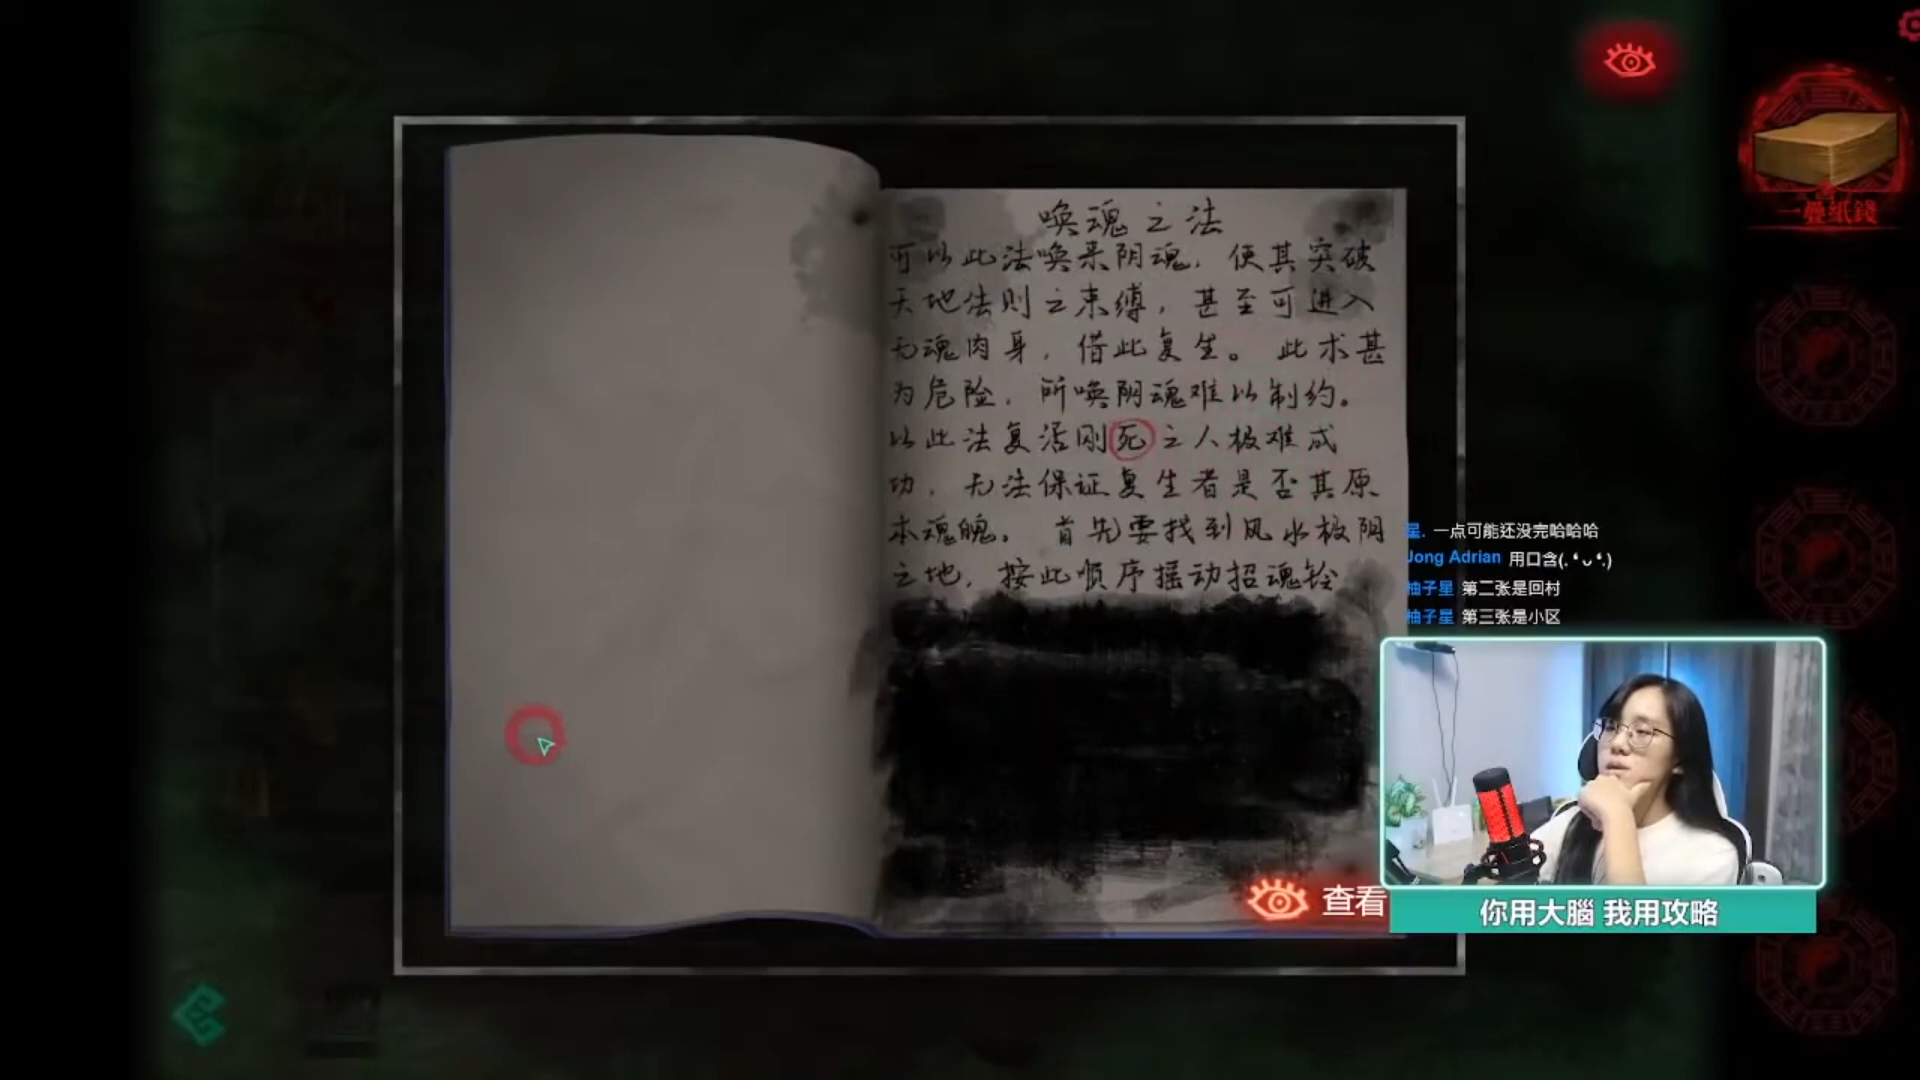 唤魂之法
可以此法唤来阴魂，使其突破
天地法则之束缚，甚至可进入
无魂肉身，借此复生。此术甚
为危险，所唤阴魂难以制约。
以此法复活刚死之人极难成
功，无法保证复生者是否其原
本魂魄。首先要找到风水极阴
之地，按此顺序摇动招魂铃
查看
一疊紙錢
星. 一点可能还没完哈哈哈
Jong Adrian 用口含(.❛ᴗ❛.)
柚子星 第二张是回村
柚子星 第三张是小区
你用大腦 我用攻略